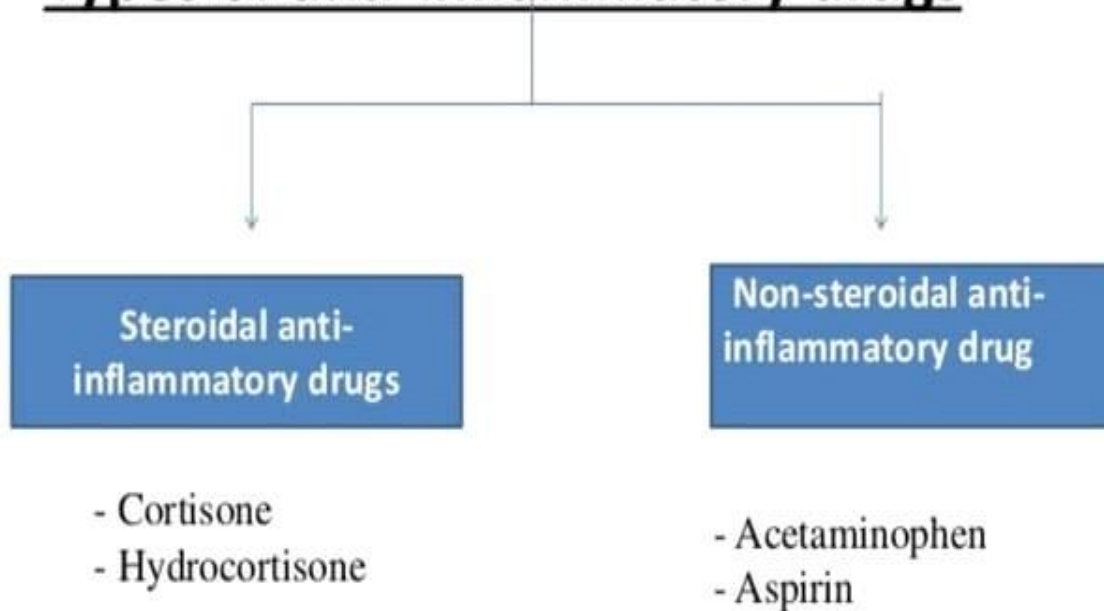 Steroidal anti-
inflammatory drugs
Non-steroidal anti-
inflammatory drug
- Cortisone
- Hydrocortisone
- Acetaminophen
- Aspirin